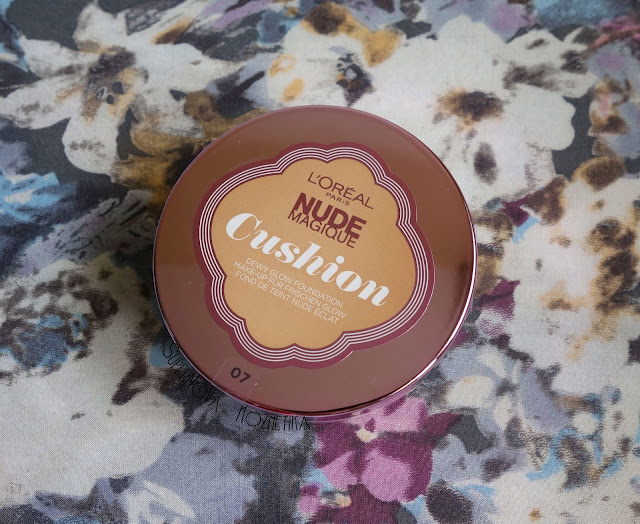 L'ORÉAL
PARIS
NUDE
MAGIQUE
Cushion
DEWY GLOW FOUNDATION
MAKE-UP FÜR FRISCHEN GLOW
FOND DE TEINT NUDE ÉCLAT
07
KOZMETIKA